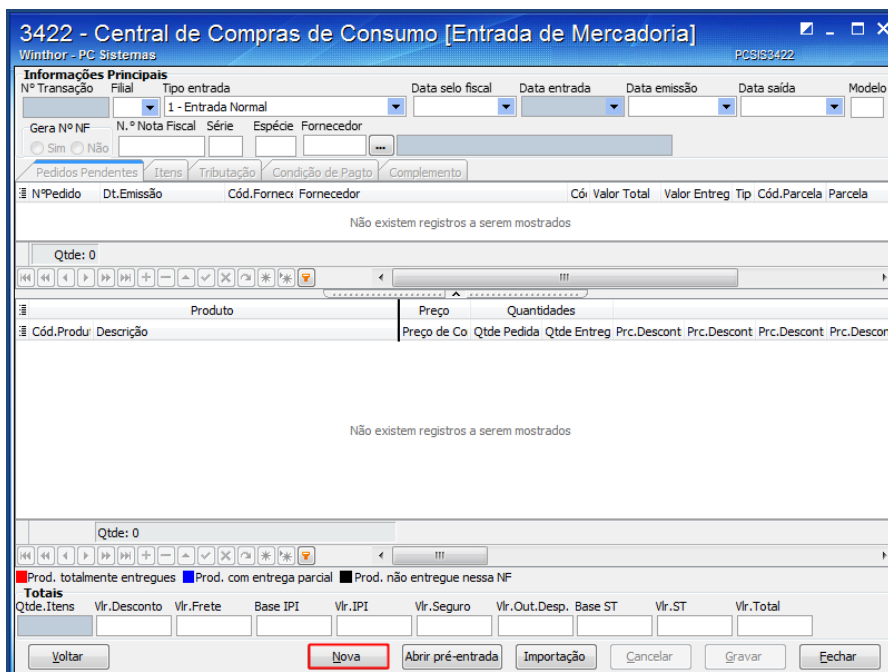 3422 - Central de Compras de Consumo [Entrada de Mercadoria]
Winthor - PC Sistemas PCSIS3422
Informações Principais
Nº Transação Filial Tipo entrada Data selo fiscal Data entrada Data emissão Data saída Modelo
1 - Entrada Normal
Gera Nº NF N.º Nota Fiscal Série Espécie Fornecedor
Sim Não ...
Pedidos Pendentes Itens Tributação Condição de Pagto Complemento
NºPedido Dt.Emissão Cód.Fornece Fornecedor Có Valor Total Valor Entreg Tip Cód.Parcela Parcela
Não existem registros a serem mostrados
Qtde: 0
Produto Preço Quantidades
Cód.Produ Descrição Preço de Co Qtde Pedida Qtde Entreg Prc.Descont Prc.Descont Prc.Descont Prc.Descon
Não existem registros a serem mostrados
Qtde: 0
Prod. totalmente entregues Prod. com entrega parcial Prod. não entregue nessa NF
Totais
Qtde.Itens Vlr.Desconto Vlr.Frete Base IPI Vlr.IPI Vlr.Seguro Vlr.Out.Desp. Base ST Vlr.ST Vlr.Total
Voltar Nova Abrir pré-entrada Importação Cancelar Gravar Fechar